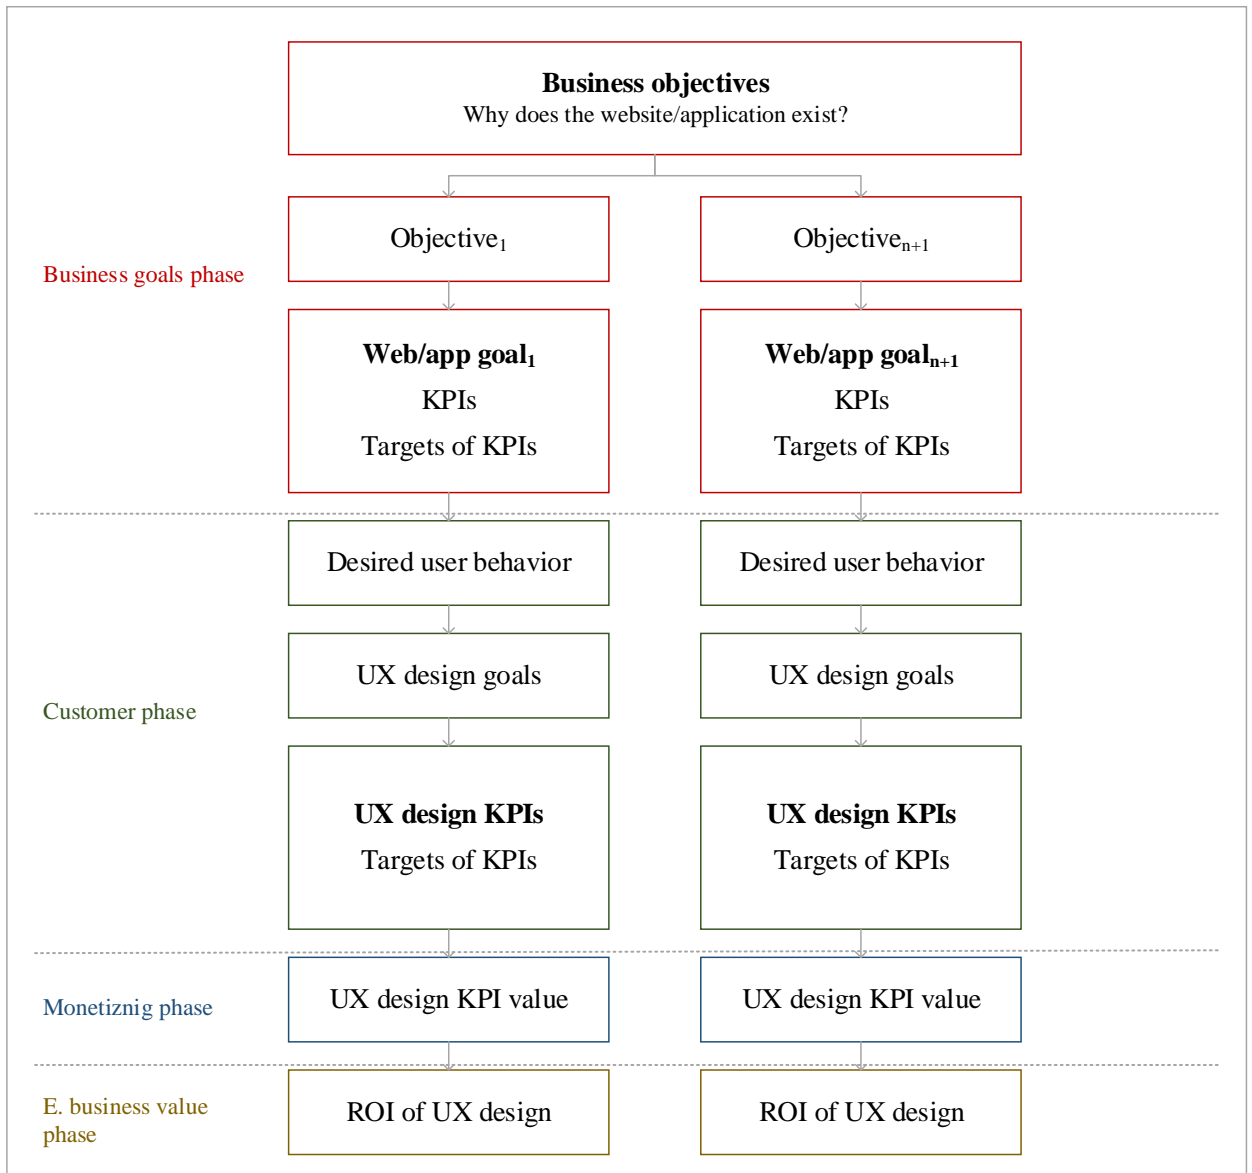 Business objectives
Why does the website/application exist?
Objective1
Objectiven+1
Business goals phase
Web/app goal1
KPIs
Targets of KPIs
Web/app goaln+1
KPIs
Targets of KPIs
Desired user behavior
Desired user behavior
UX design goals
UX design goals
Customer phase
UX design KPIs
Targets of KPIs
UX design KPIs
Targets of KPIs
Monetiznig phase
UX design KPI value
UX design KPI value
E. business value
phase
ROI of UX design
ROI of UX design